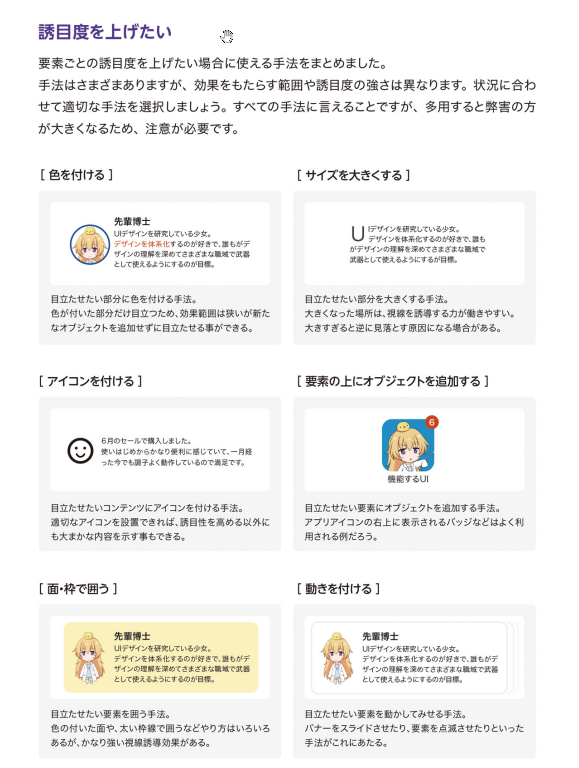 誘目度を上げたい
要素ごとの誘目度を上げたい場合に使える手法をまとめました。
手法はさまざまありますが、効果をもたらす範囲や誘目度の強さは異なります。状況に合わ
せて適切な手法を選択しましょう。すべての手法に言えることですが、多用すると弊害の方
が大きくなるため、注意が必要です。
[ 色を付ける ]
先輩博士
UIデザインを研究している少女。
デザインを体系化するのが好きで、誰もがデ
ザインの理解を深めてさまざまな職域で武器
として使えるようにするのが目標。
目立たせたい部分に色を付ける手法。
色が付いた部分だけ目立つため、効果範囲は狭いが新た
なオブジェクトを追加せずに目立たせる事ができる。
[ サイズを大きくする ]
UIデザインを研究している少女。
デザインを体系化するのが好きで、誰も
がデザインの理解を深めてさまざまな職域で
武器として使えるようにするのが目標。
目立たせたい部分を大きくする手法。
大きくなった場所は、視線を誘導する力が働きやすい。
大きすぎると逆に見落とす原因になる場合がある。
[ アイコンを付ける ]
6月のセールで購入しました。
使いはじめからかなり便利に感じていて、一月経
った今でも調子よく動作しているので満足です。
目立たせたいコンテンツにアイコンを付ける手法。
適切なアイコンを設置できれば、誘目性を高める以外に
も大まかな内容を示す事もできる。
[ 要素の上にオブジェクトを追加する ]
6
機能するUI
目立たせたい要素にオブジェクトを追加する手法。
アプリアイコンの右上に表示されるバッジなどはよく利
用される例だろう。
[ 面・枠で囲う ]
先輩博士
UIデザインを研究している少女。
デザインを体系化するのが好きで、誰もがデ
ザインの理解を深めてさまざまな職域で武器
として使えるようにするのが目標。
目立たせたい要素を囲う手法。
色の付いた面や、太い枠線で囲うなどやり方はいろいろ
あるが、かなり強い視線誘導効果がある。
[ 動きを付ける ]
先輩博士
UIデザインを研究している少女。
デザインを体系化するのが好きで、誰もがデ
ザインの理解を深めてさまざまな職域で武器
として使えるようにするのが目標。
目立たせたい要素を動かしてみせる手法。
バナーをスライドさせたり、要素を点滅させたりといった
手法がこれにあたる。